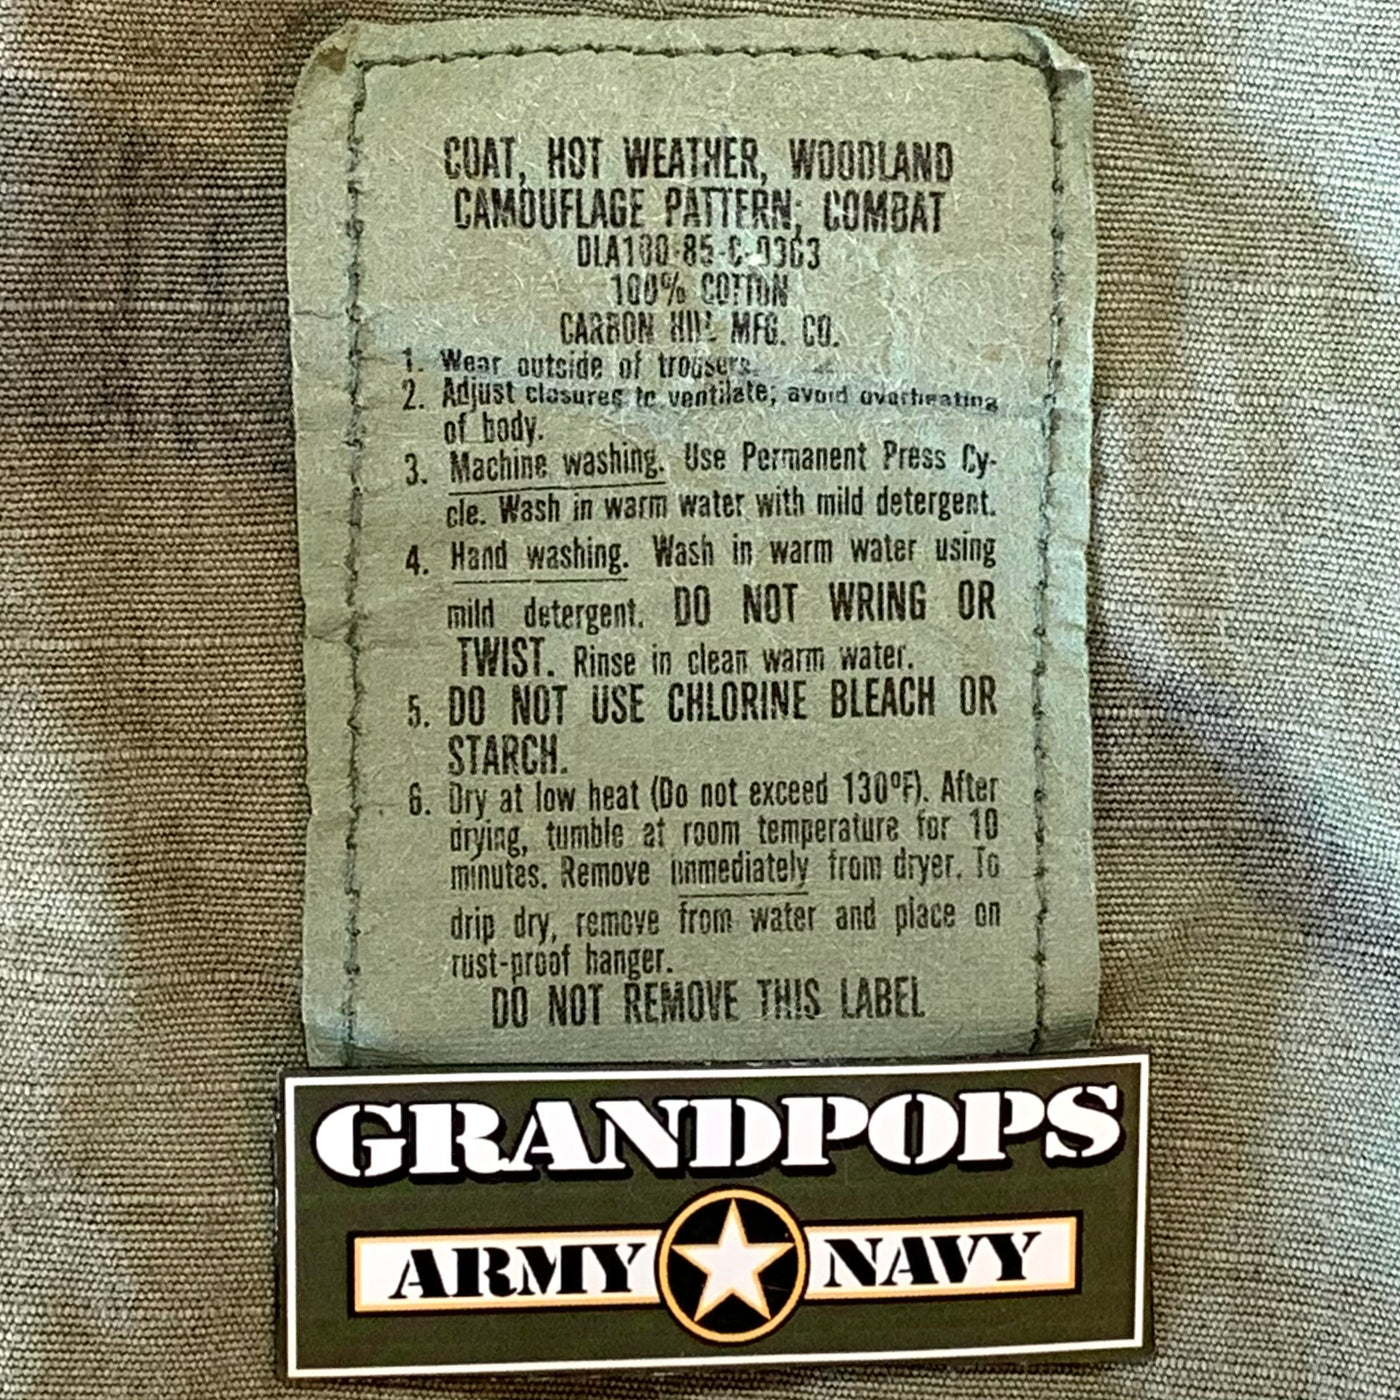 COAT, HOT WEATHER, WOODLAND
CAMOUFLAGE PATTERN; COMBAT
DLA100-85-C-0363
100% COTTON
CARBON HILL MFG. CO.
1. Wear outside of trousers.
2. Adjust closures to ventilate; avoid overheating
of body.
3. Machine washing. Use Permanent Press Cy-
cle. Wash in warm water with mild detergent.
4. Hand washing. Wash in warm water using
mild detergent. DO NOT WRING OR
TWIST. Rinse in clean warm water.
5. DO NOT USE CHLORINE BLEACH OR
STARCH.
6. Dry at low heat (Do not exceed 130ºF). After
drying, tumble at room temperature for 10
minutes. Remove immediately from dryer. To
drip dry, remove from water and place on
rust-proof hanger.
DO NOT REMOVE THIS LABEL
GRANDPOPS
ARMY NAVY